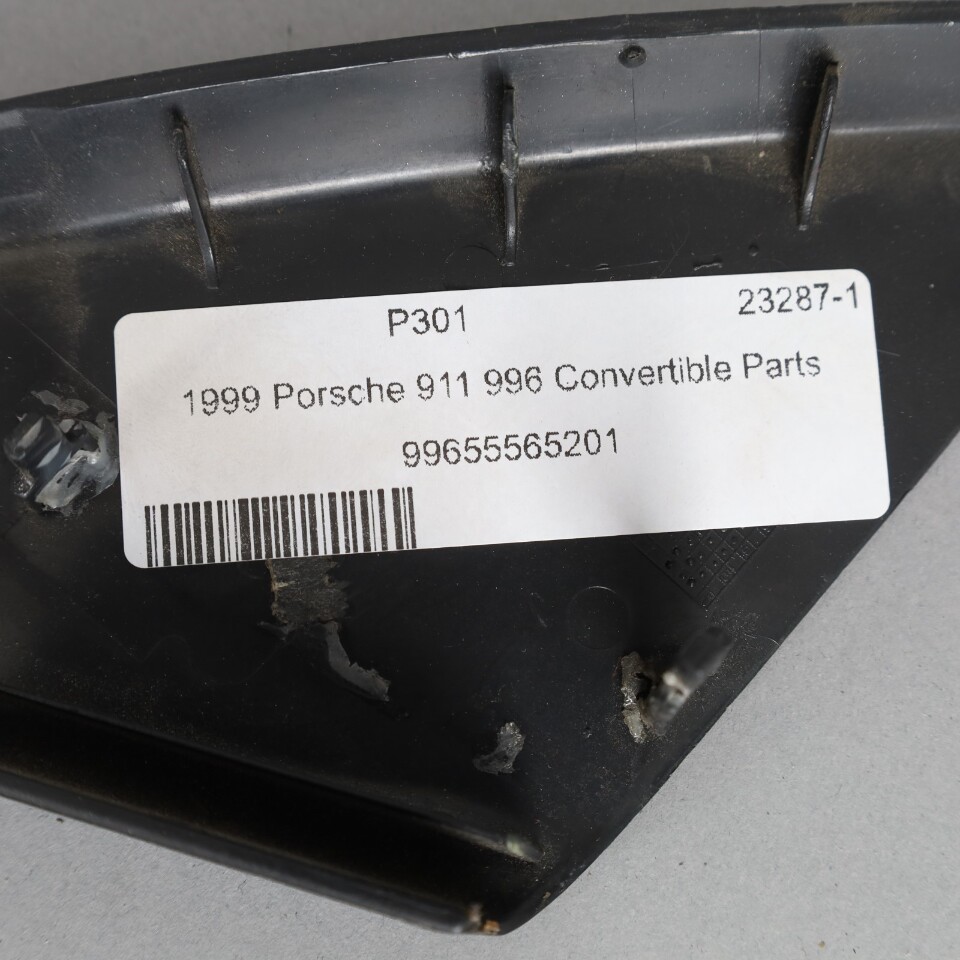 P301 23287-1
1999 Porsche 911 996 Convertible Parts
99655565201